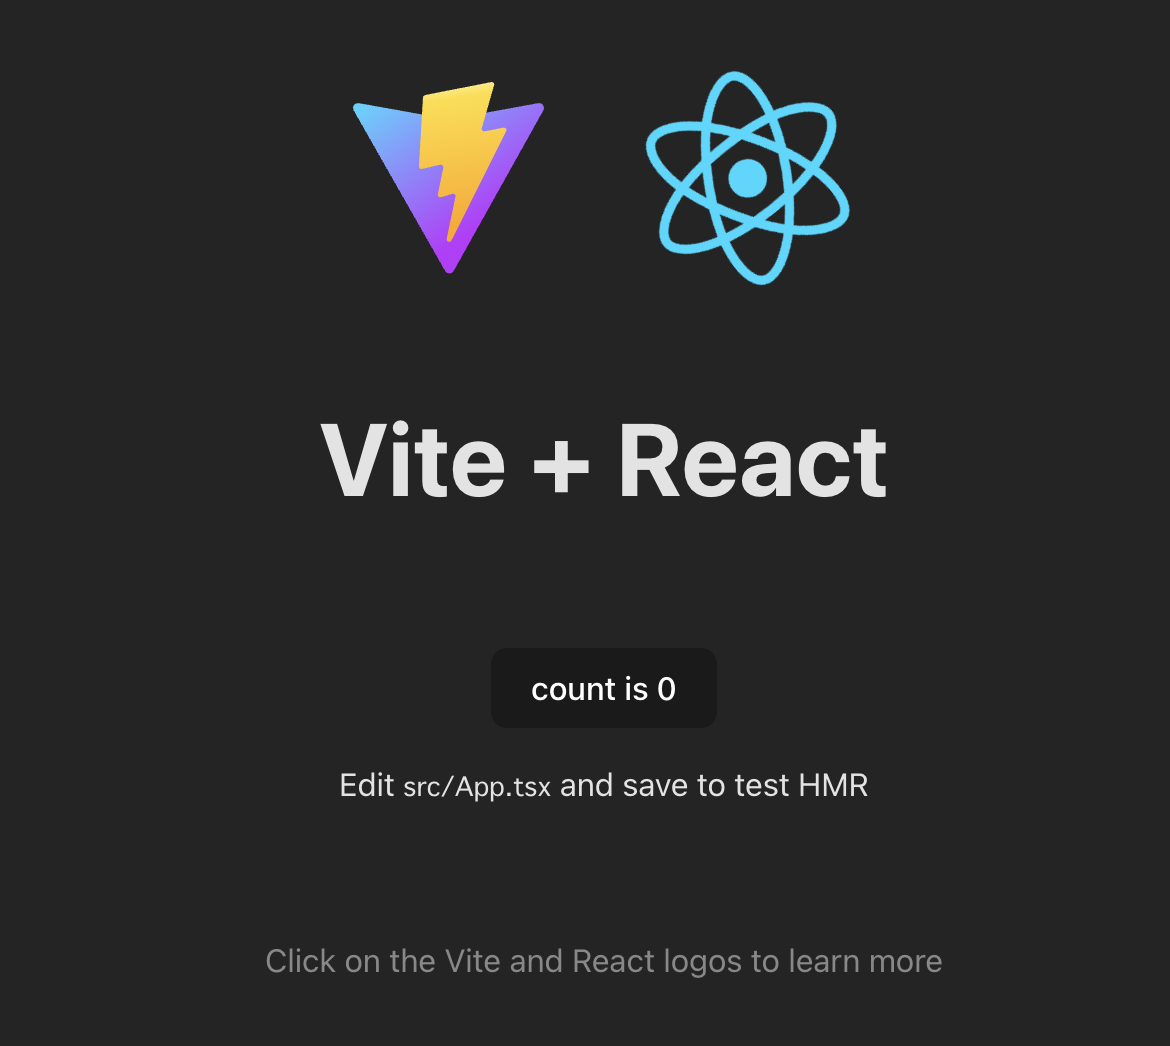 Vite + React
count is 0
Edit src/App.tsx and save to test HMR
Click on the Vite and React logos to learn more